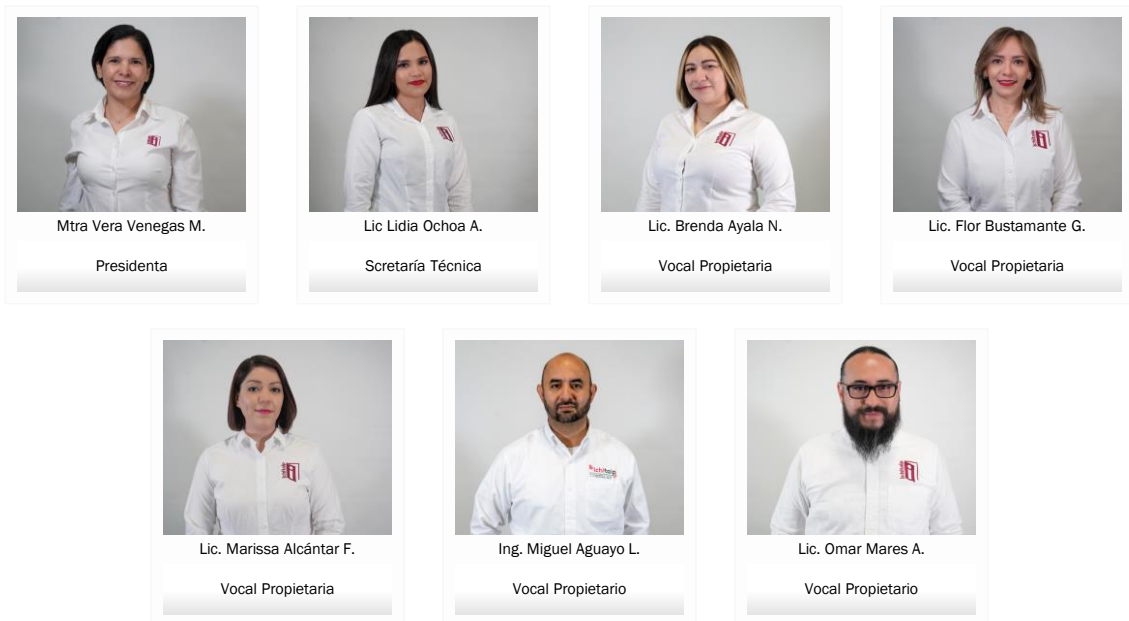 Mtra Vera Venegas M.
Presidenta
Lic Lidia Ochoa A.
Scretaría Técnica
Lic. Brenda Ayala N.
Vocal Propietaria
Lic. Flor Bustamante G.
Vocal Propietaria
Lic. Marissa Alcántar F.
Vocal Propietaria
ichitaip
Ing. Miguel Aguayo L.
Vocal Propietario
Lic. Omar Mares A.
Vocal Propietario